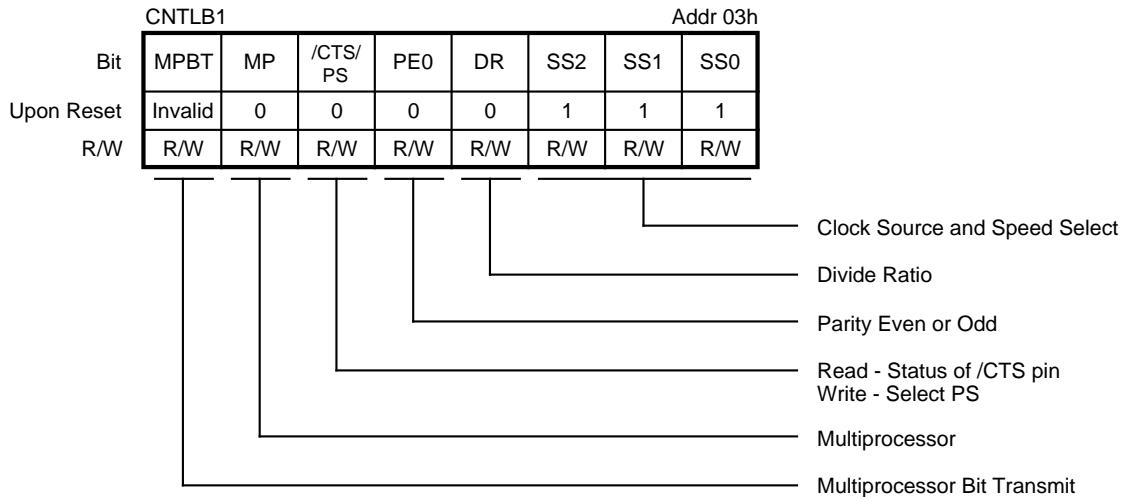 CNTLB1 Addr 03h
Bit MPBT MP /CTS/ PS PE0 DR SS2 SS1 SS0
Upon Reset Invalid 0 0 0 0 1 1 1
R/W R/W R/W R/W R/W R/W R/W R/W R/W
Clock Source and Speed Select
Divide Ratio
Parity Even or Odd
Read - Status of /CTS pin
Write - Select PS
Multiprocessor
Multiprocessor Bit Transmit